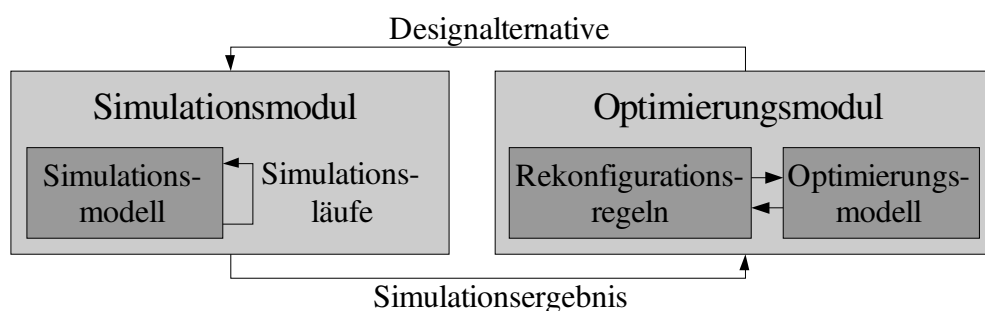 Designalternative
Simulationsmodul
Optimierungsmodul
Simulations-
modell
Simulations-
läufe
Rekonfigurations-
regeln
Optimierungs-
modell
Simulationsergebnis